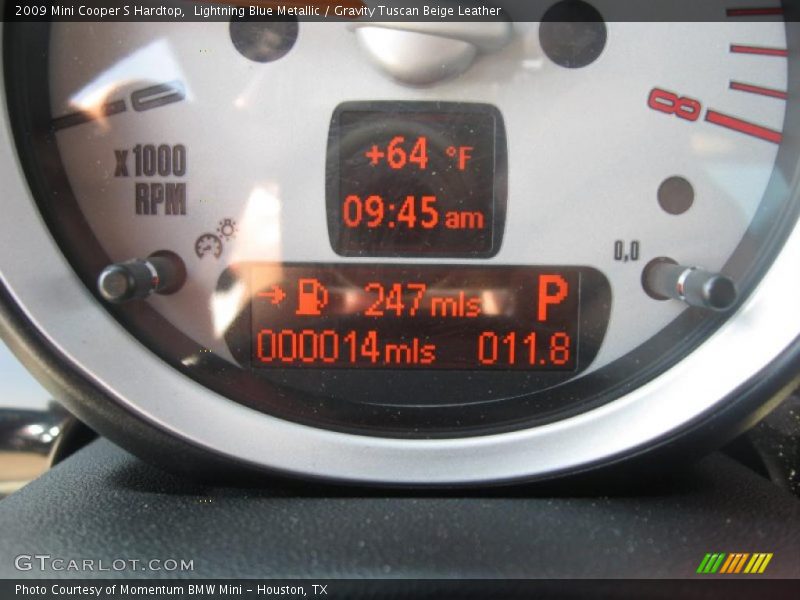 2009 Mini Cooper S Hardtop,  Lightning Blue Metallic / Gravity Tuscan Beige Leather
0
8
x1000
RPM
+64 °F
09:45 am
0,0
247 mls P
000014 mls 011.8
GTCARLOT.COM
Photo Courtesy of Momentum BMW Mini - Houston, TX